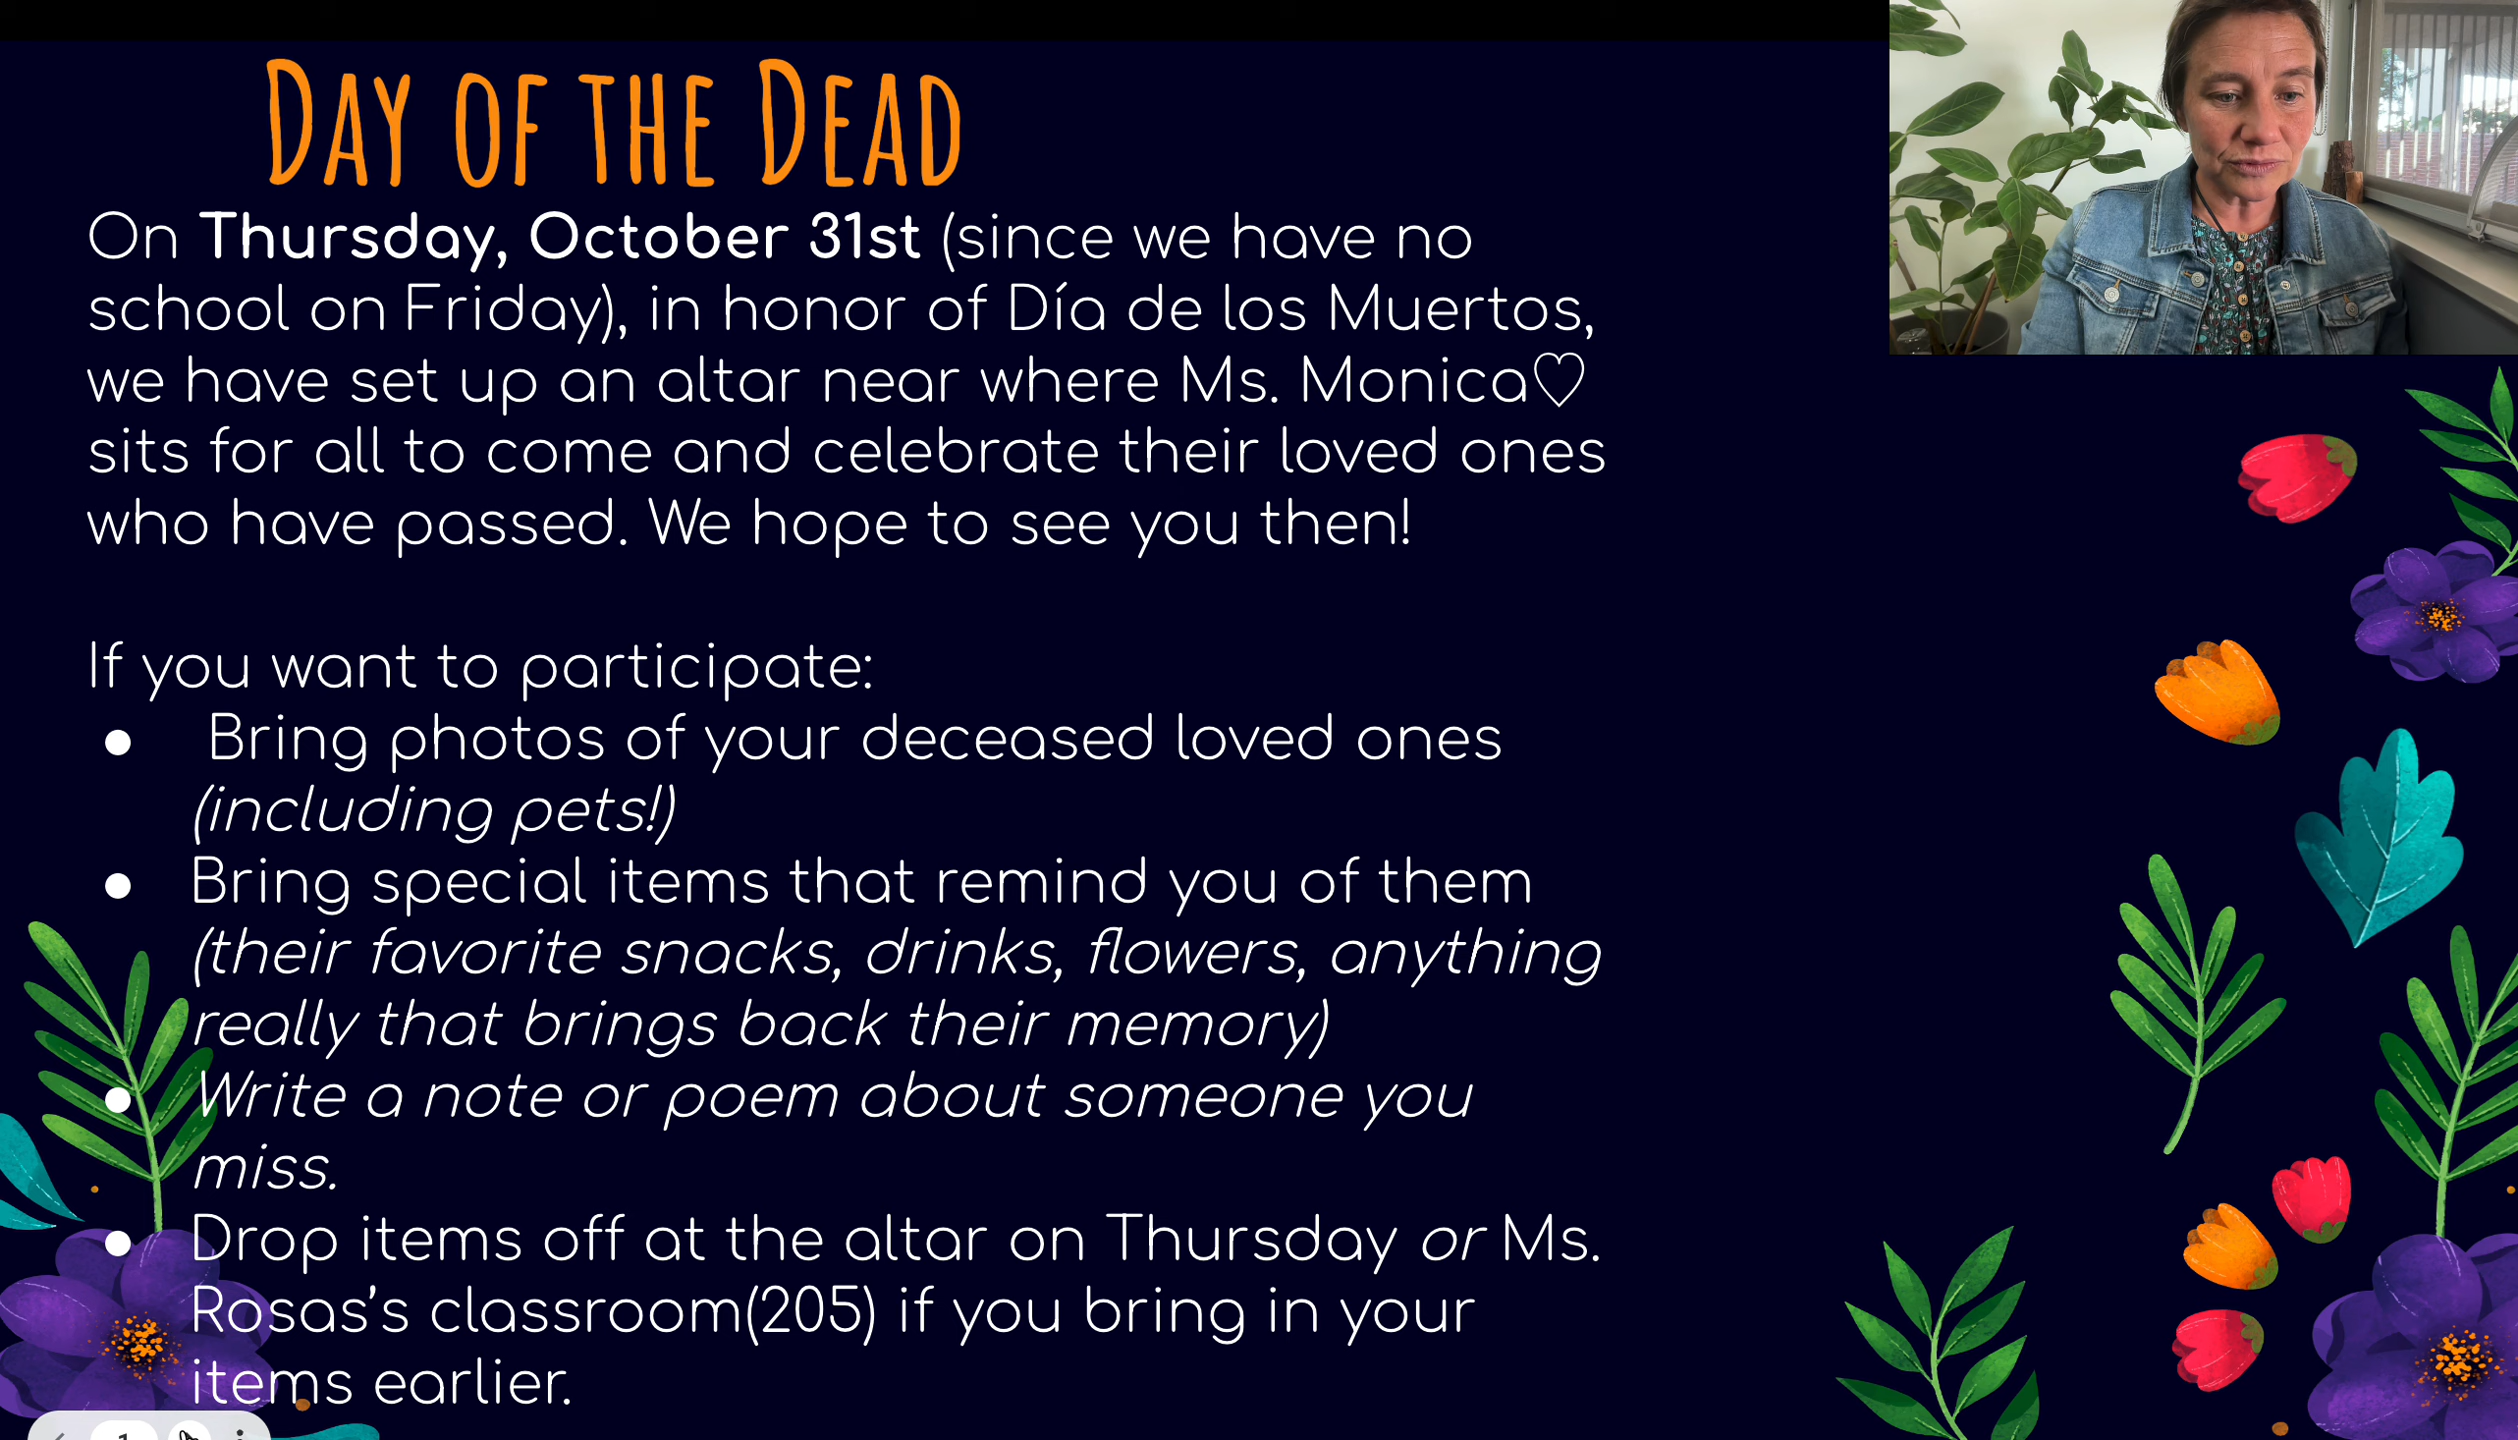 DAY OF THE DEAD
On Thursday, October 31st (since we have no
school on Friday), in honor of Día de los Muertos,
we have set up an altar near where Ms. Monica♡
sits for all to come and celebrate their loved ones
who have passed. We hope to see you then!
If you want to participate:
● Bring photos of your deceased loved ones
(including pets!)
● Bring special items that remind you of them
(their favorite snacks, drinks, flowers, anything
really that brings back their memory)
● Write a note or poem about someone you
miss.
● Drop items off at the altar on Thursday or Ms.
Rosas’s classroom(205) if you bring in your
items earlier.
1